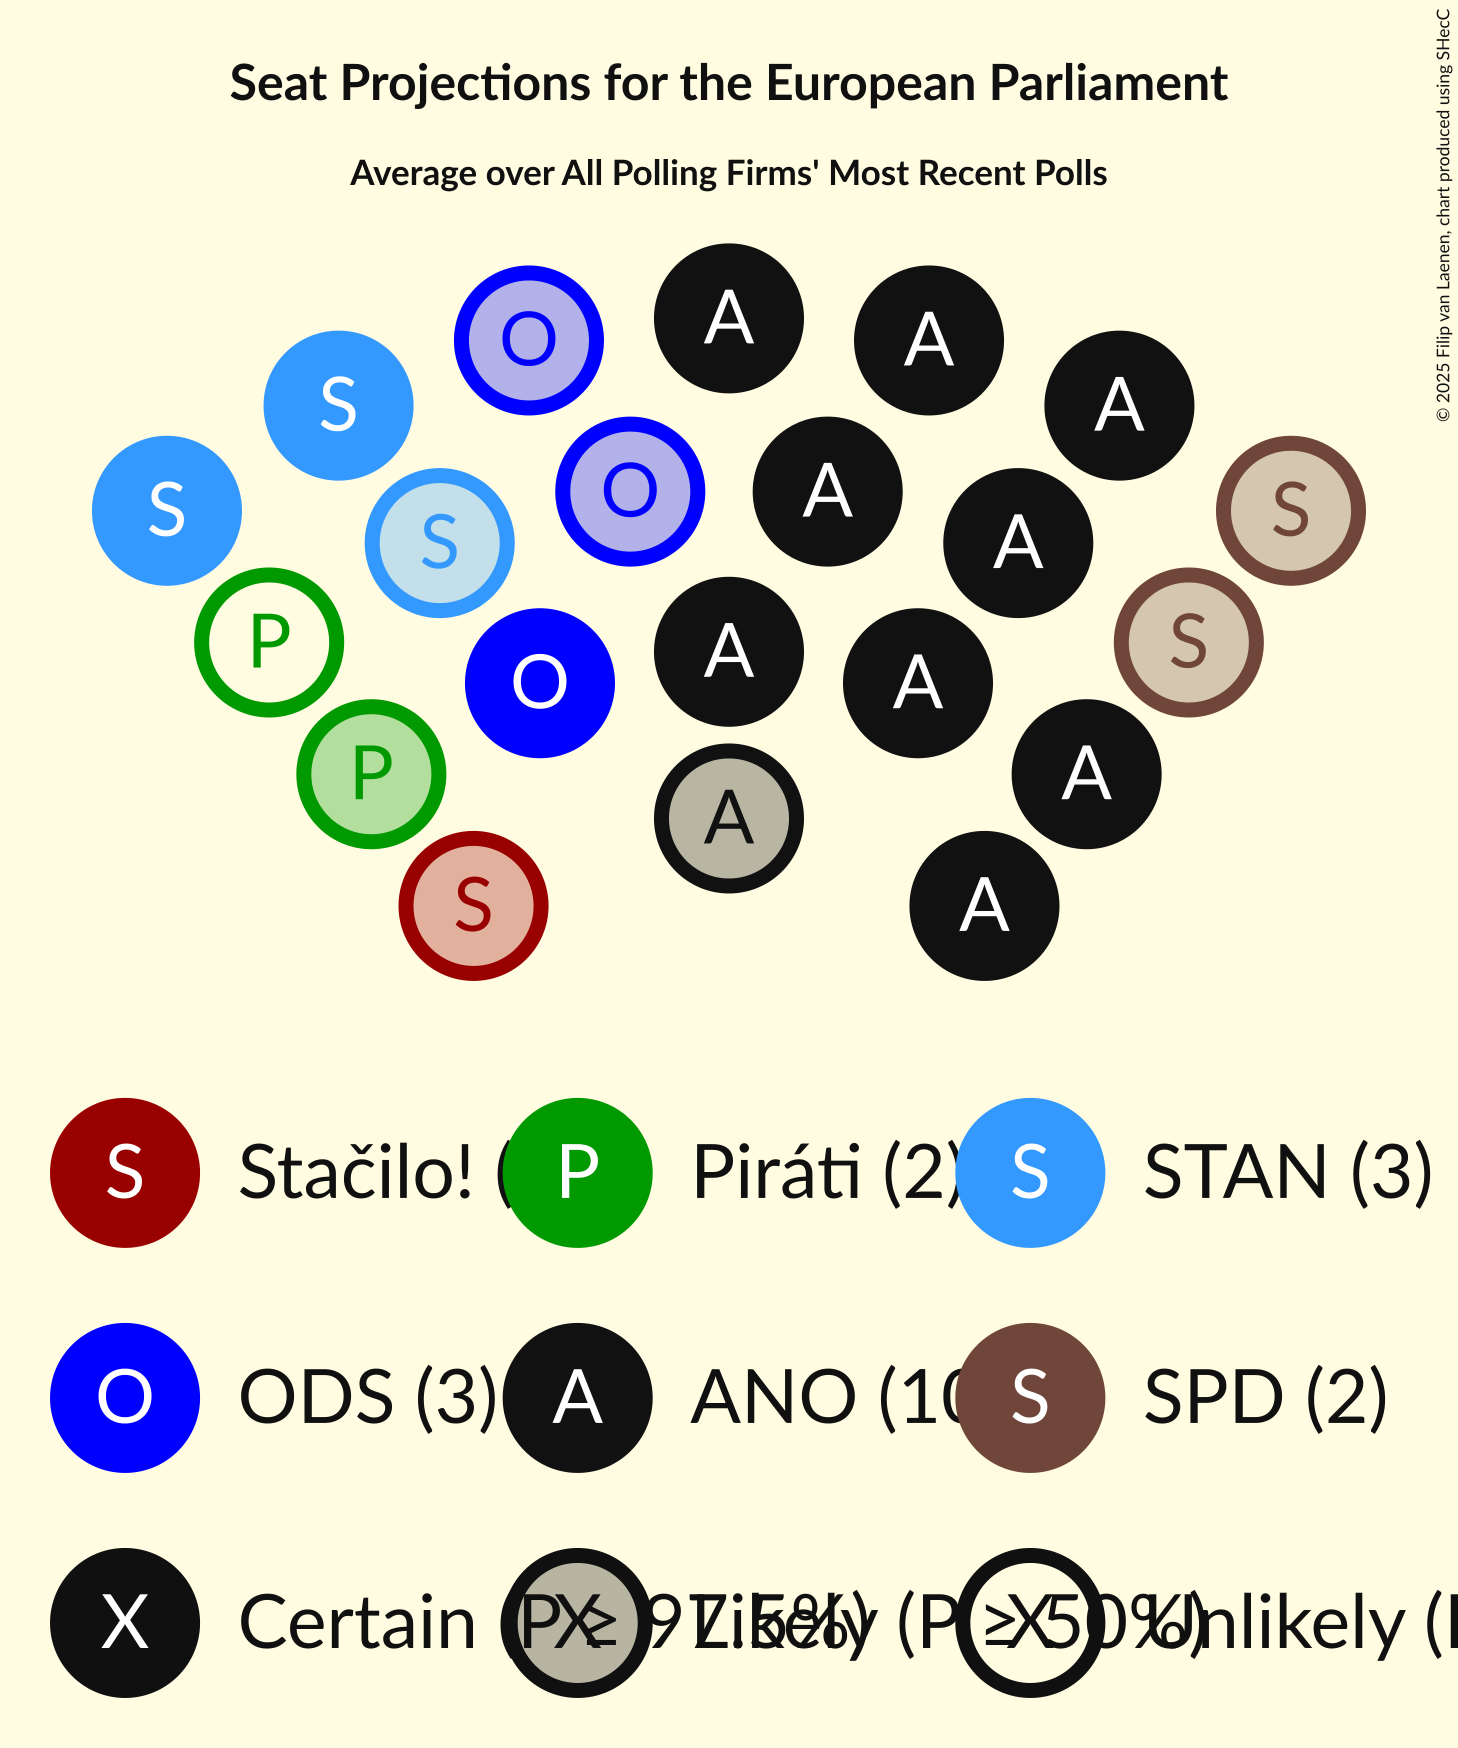 Seat Projections for the European Parliament
Average over All Polling Firms' Most Recent Polls
© 2025 Filip van Laenen, chart produced using SHecC
A
O A
S A
S O A S
S A
P A S
O A
P A
A
S A
S Stačilo! ( P Piráti (2) S STAN (3)
O ODS (3) A ANO (10 S SPD (2)
X Certain (P ≥ 97.5%) X Likely (P ≥ 50%) X Unlikely (